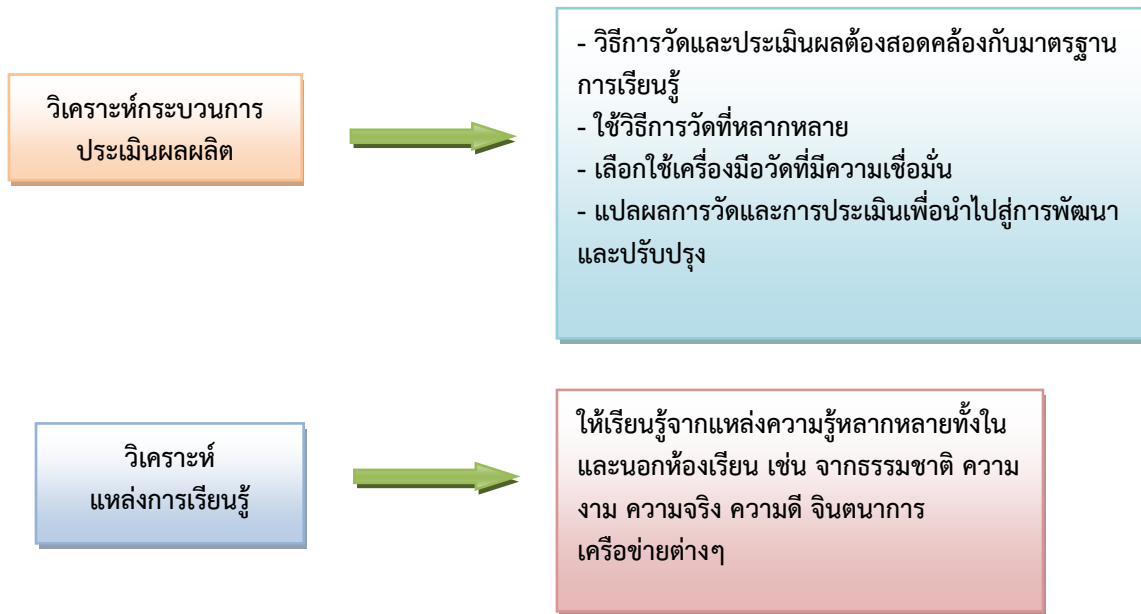 วิเคราะห์กระบวนการ
ประเมินผลผลิต
- วิธีการวัดและประเมินผลต้องสอดคล้องกับมาตรฐาน
การเรียนรู้
- ใช้วิธีการวัดที่หลากหลาย
- เลือกใช้เครื่องมือวัดที่มีความเชื่อมั่น
- แปลผลการวัดและการประเมินเพื่อนำไปสู่การพัฒนา
และปรับปรุง
วิเคราะห์
แหล่งการเรียนรู้
ให้เรียนรู้จากแหล่งความรู้หลากหลายทั้งใน
และนอกห้องเรียน เช่น จากธรรมชาติ ความ
งาม ความจริง ความดี จินตนาการ
เครือข่ายต่างๆ